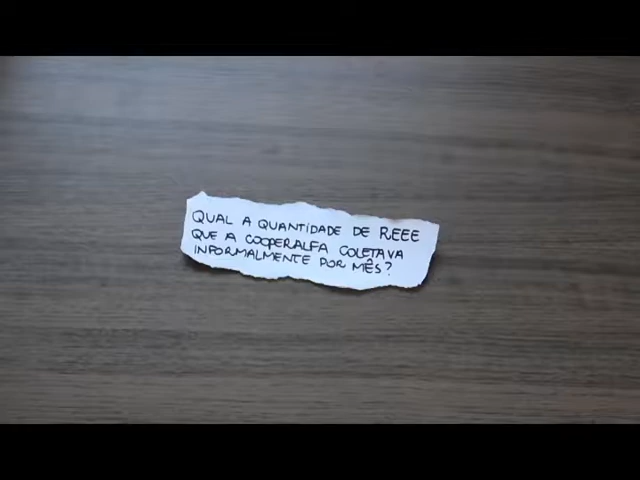 QUAL A QUANTIDADE DE REEE
QUE A COOPERALFA COLETAVA
INFORMALMENTE POR MÊS?